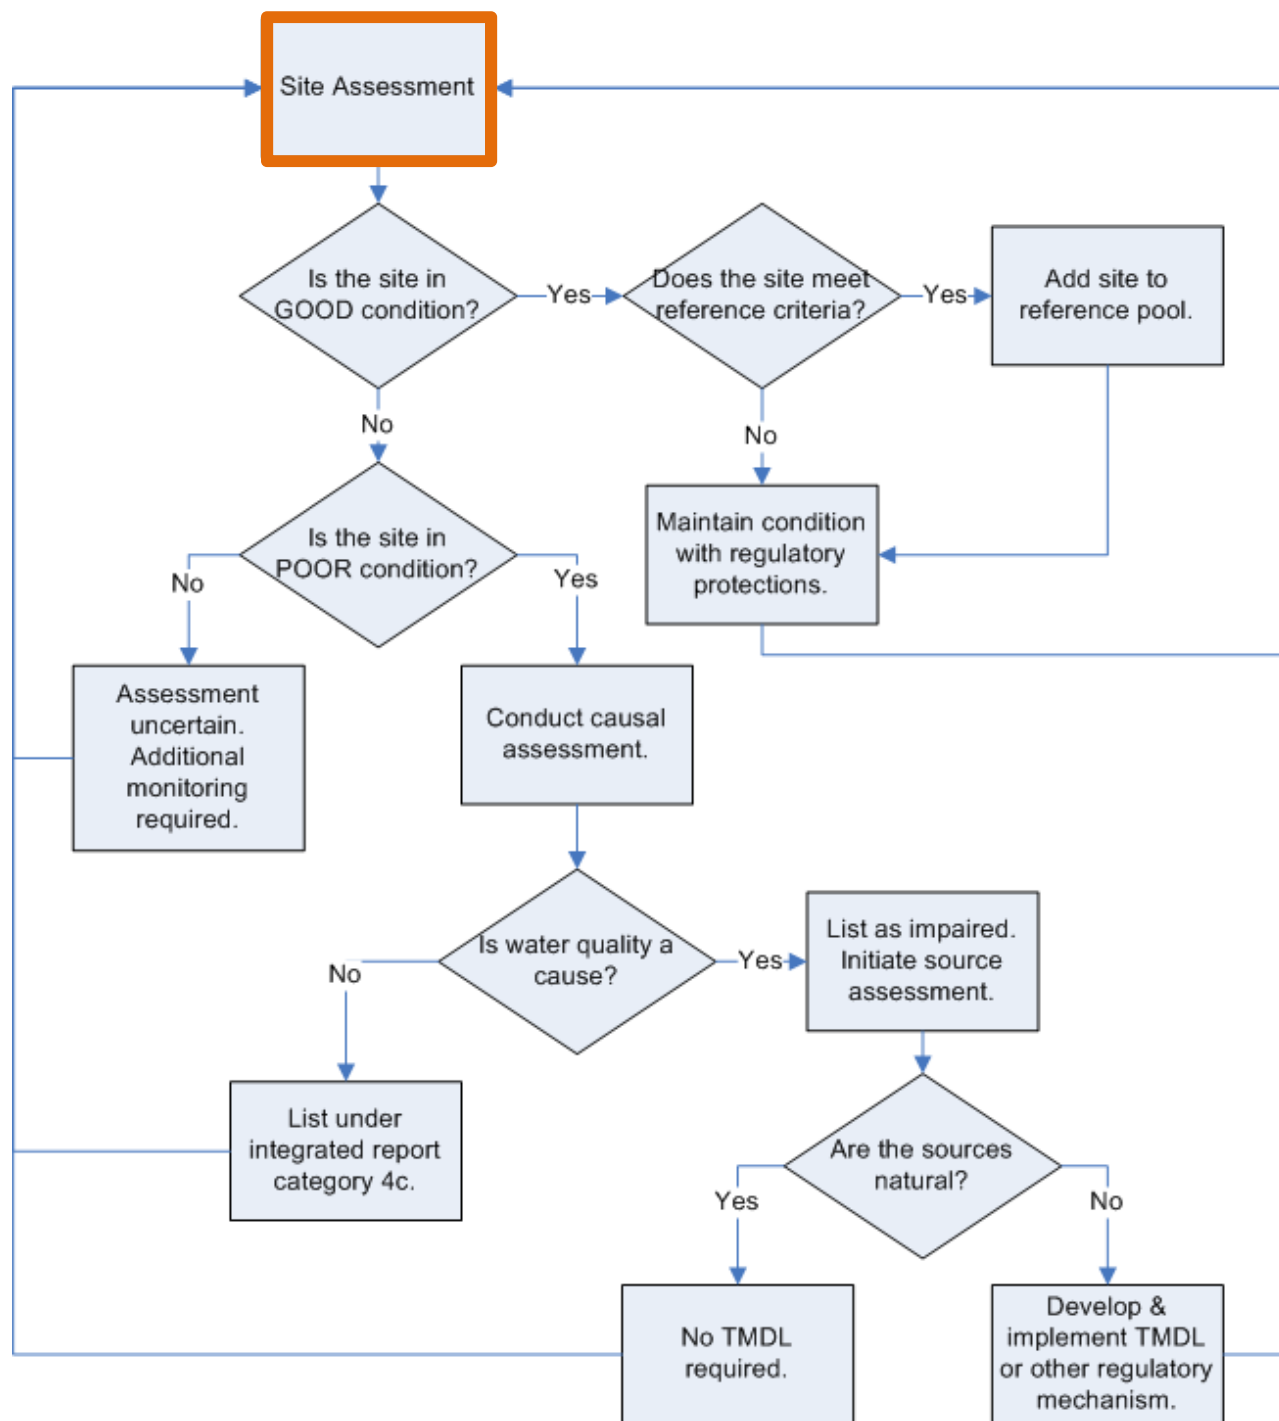 Site Assessment
Is the site in
GOOD condition?
Yes
Does the site meet
reference criteria?
Yes
Add site to
reference pool.
No
No
Maintain condition
with regulatory
protections.
Is the site in
POOR condition?
No
Yes
Assessment
uncertain.
Additional
monitoring
required.
Conduct causal
assessment.
Is water quality a
cause?
Yes
List as impaired.
Initiate source
assessment.
No
List under
integrated report
category 4c.
Are the sources
natural?
Yes
No
No TMDL
required.
Develop &
implement TMDL
or other regulatory
mechanism.